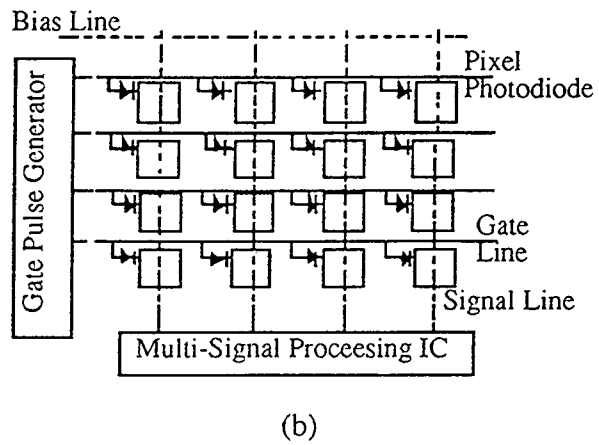 Bias Line
Pixel
Photodiode
Gate Pulse Generator
Gate
Line
Signal Line
Multi-Signal Proceesing IC
(b)